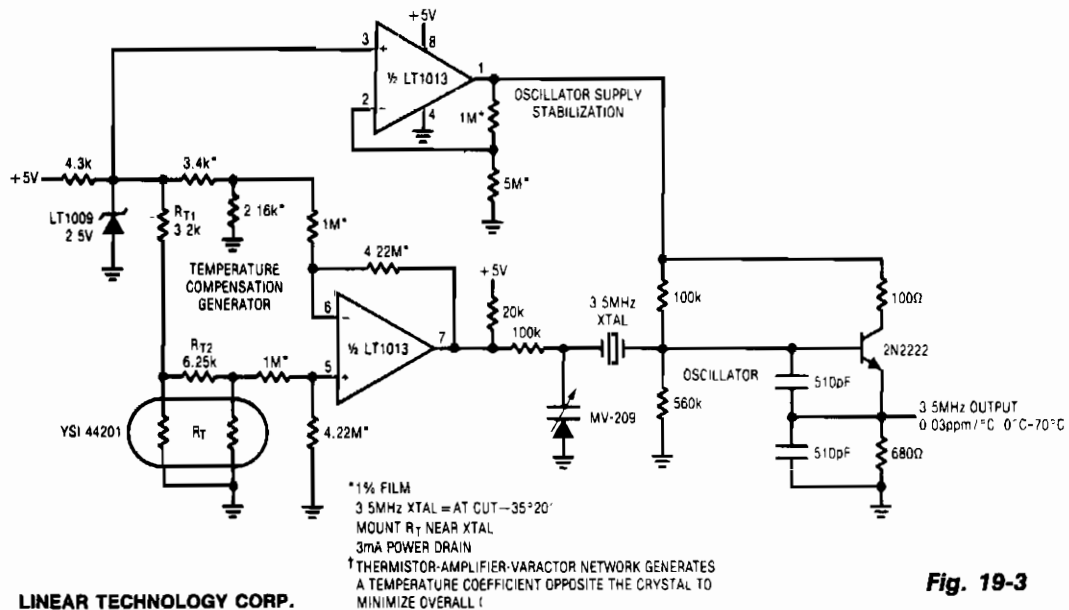 +5V
3
+
8
½ LT1013
1
2
−
4
1M*
OSCILLATOR SUPPLY
STABILIZATION
5M*
+5V
4.3k
3.4k*
LT1009
2 5V
RT1
3 2k
2 16k*
1M*
TEMPERATURE
COMPENSATION
GENERATOR
4 22M*
6
−
½ LT1013
7
5
+
+5V
20k
100k
3 5MHz
XTAL
100k
100Ω
2N2222
RT2
6.25k
1M*
4.22M*
YSI 44201
RT
MV-209
OSCILLATOR
560k
510pF
510pF
680Ω
3 5MHz OUTPUT
0 03ppm/°C 0°C-70°C
*1% FILM
3 5MHz XTAL = AT CUT−35°20′
MOUNT RT NEAR XTAL
3mA POWER DRAIN
†THERMISTOR-AMPLIFIER-VARACTOR NETWORK GENERATES
A TEMPERATURE COEFFICIENT OPPOSITE THE CRYSTAL TO
MINIMIZE OVERALL
LINEAR TECHNOLOGY CORP.
Fig. 19-3